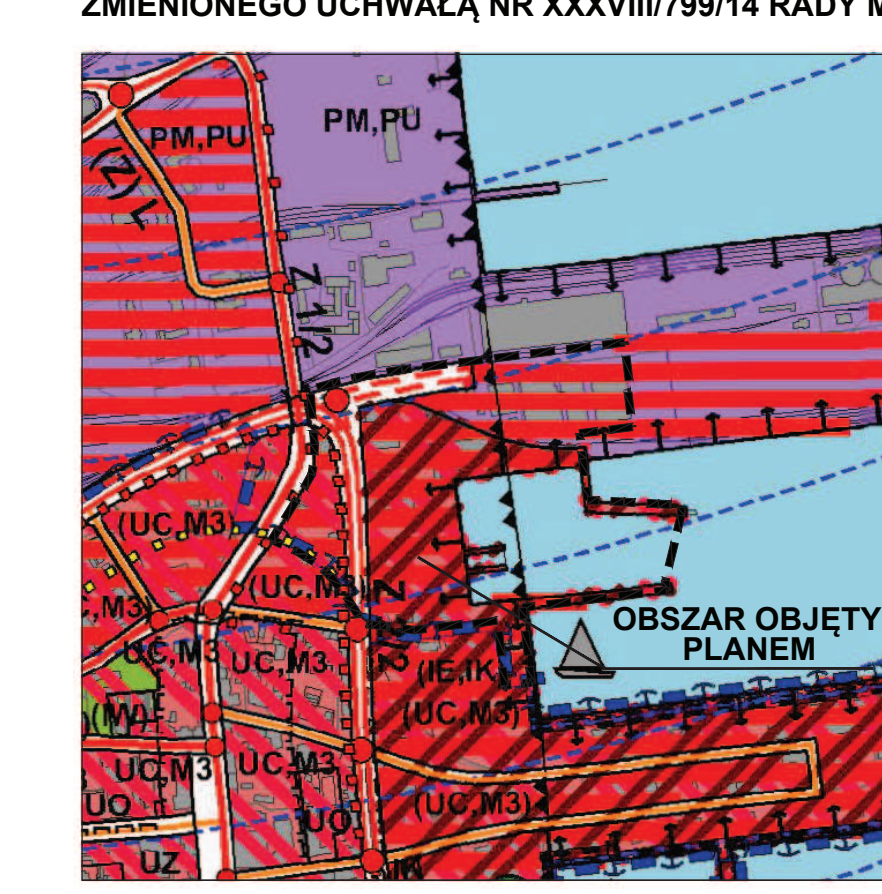 ZMIENIONEGO UCHWAŁĄ NR XXXVIII/799/14 RADY M
PM,PU
PM,PU
(Z) L
Z 1/2
(UC,M3)
(UC,M3)
,M3)
UC,M3
UC,M3
Z
1/2
(IE,IK
(UC,M3)
OBSZAR OBJĘTY
PLANEM
UC,M3
UC,M3
(UC,M3)
UO
UO
UZ